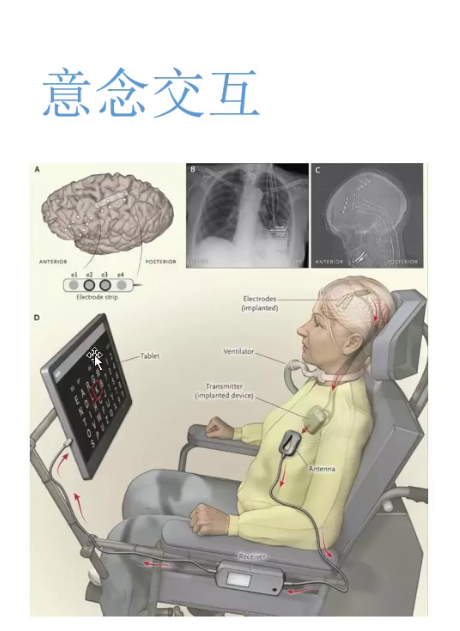 意念交互
A
B
C
ANTERIOR
POSTERIOR
ANTERIOR
POSTERIOR
e1 e2 e3 e4
Electrode strip
D
Electrodes
(implanted)
Tablet
Ventilator
Transmitter
(implanted device)
Antenna
Receiver